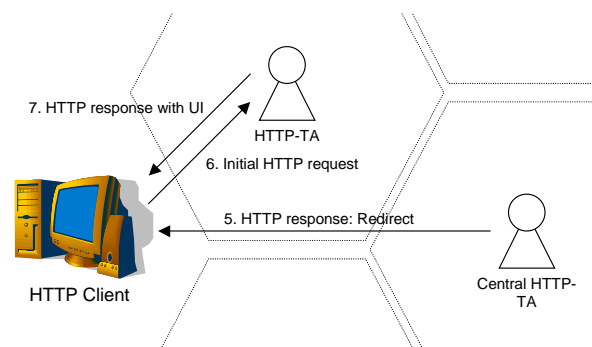 7. HTTP response with UI
HTTP-TA
6. Initial HTTP request
5. HTTP response: Redirect
HTTP Client
Central HTTP-
TA